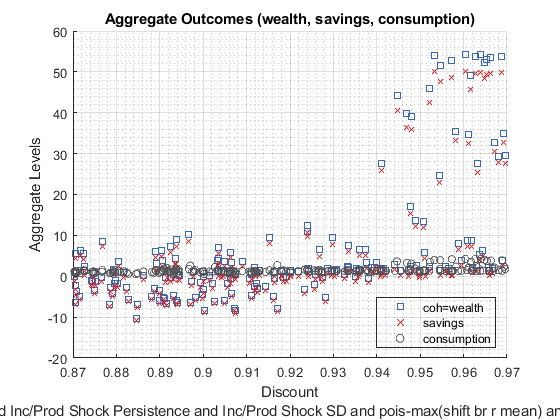 Aggregate Outcomes (wealth, savings, consumption)
60
50
40
30
20
10
0
-10
-20
Aggregate Levels
coh=wealth
savings
consumption
0.87 0.88 0.89 0.9 0.91 0.92 0.93 0.94 0.95 0.96 0.97
Discount
d Inc/Prod Shock Persistence and Inc/Prod Shock SD and pois-max(shift br r mean) an